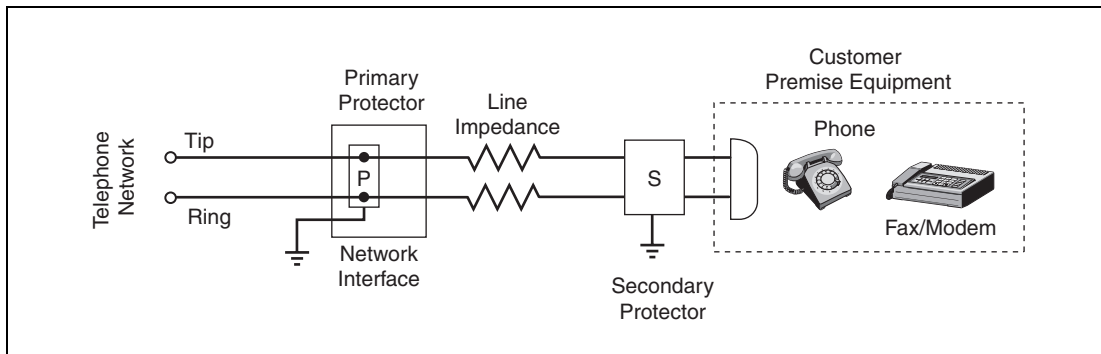 Customer
Premise Equipment
Primary
Protector
Line
Impedance
Phone
Telephone
Network
Tip
P
S
Ring
Fax/Modem
Network
Interface
Secondary
Protector